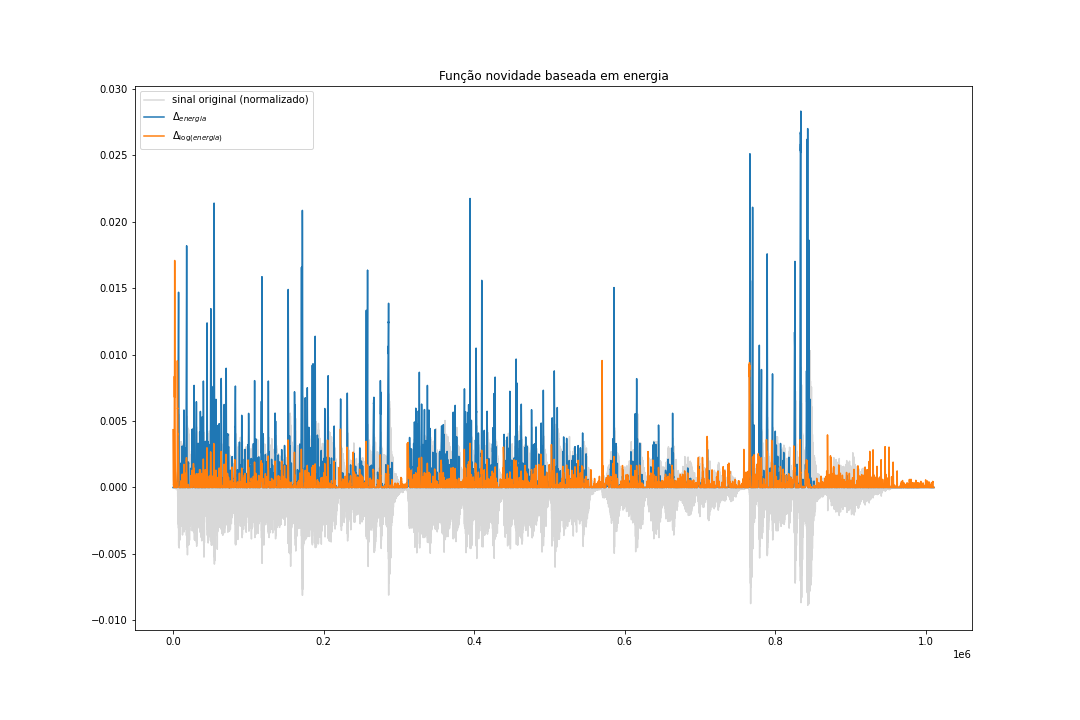 Função novidade baseada em energia
sinal original (normalizado)
Δenergia
Δlog(energia)
0.030
0.025
0.020
0.015
0.010
0.005
0.000
−0.005
−0.010
0.0 0.2 0.4 0.6 0.8 1.0
1e6